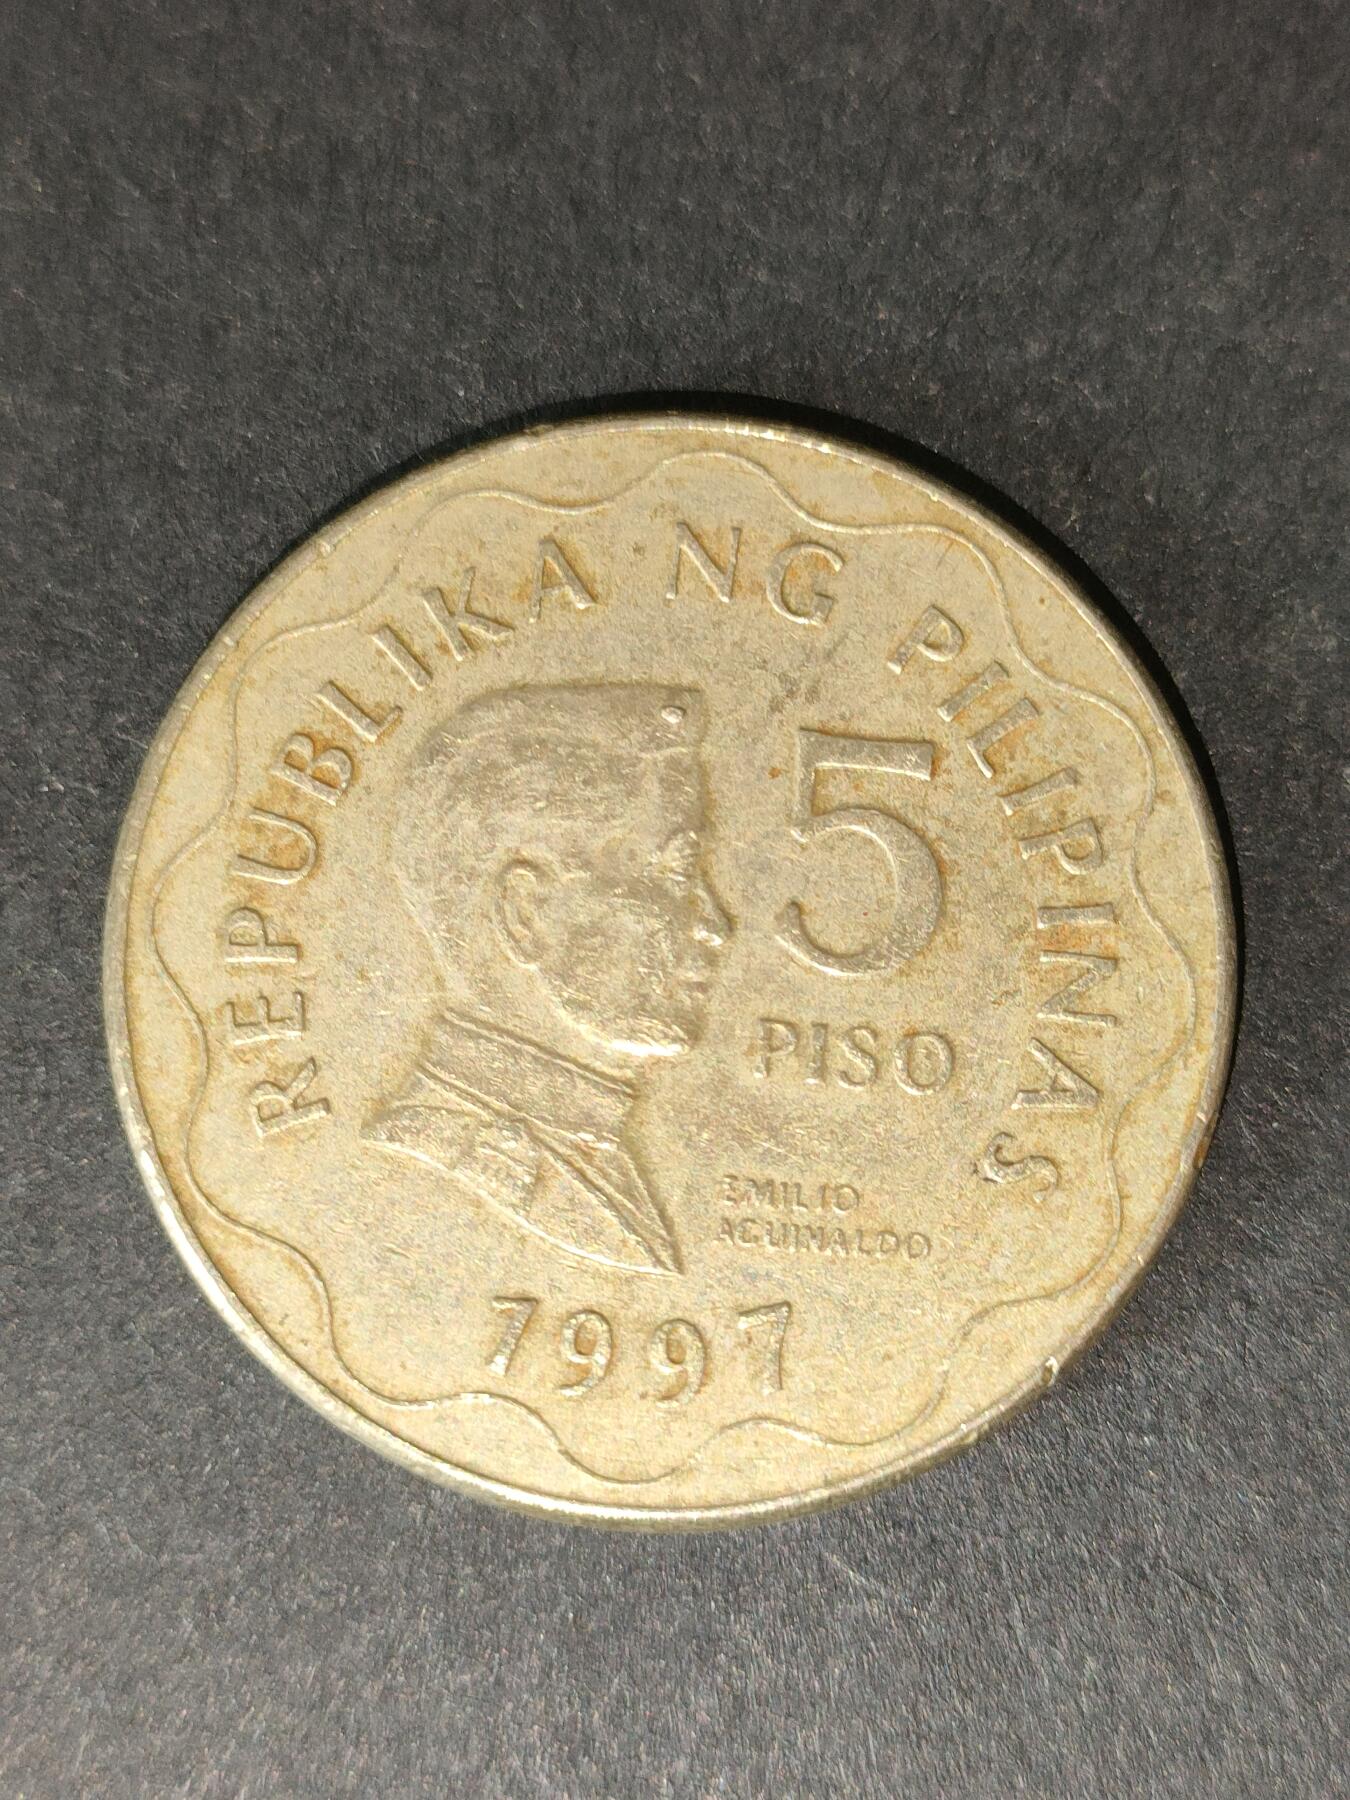 REPUBLIKA NG PILIPINAS
5
PISO
EMILIO
AGUINALDO
1997